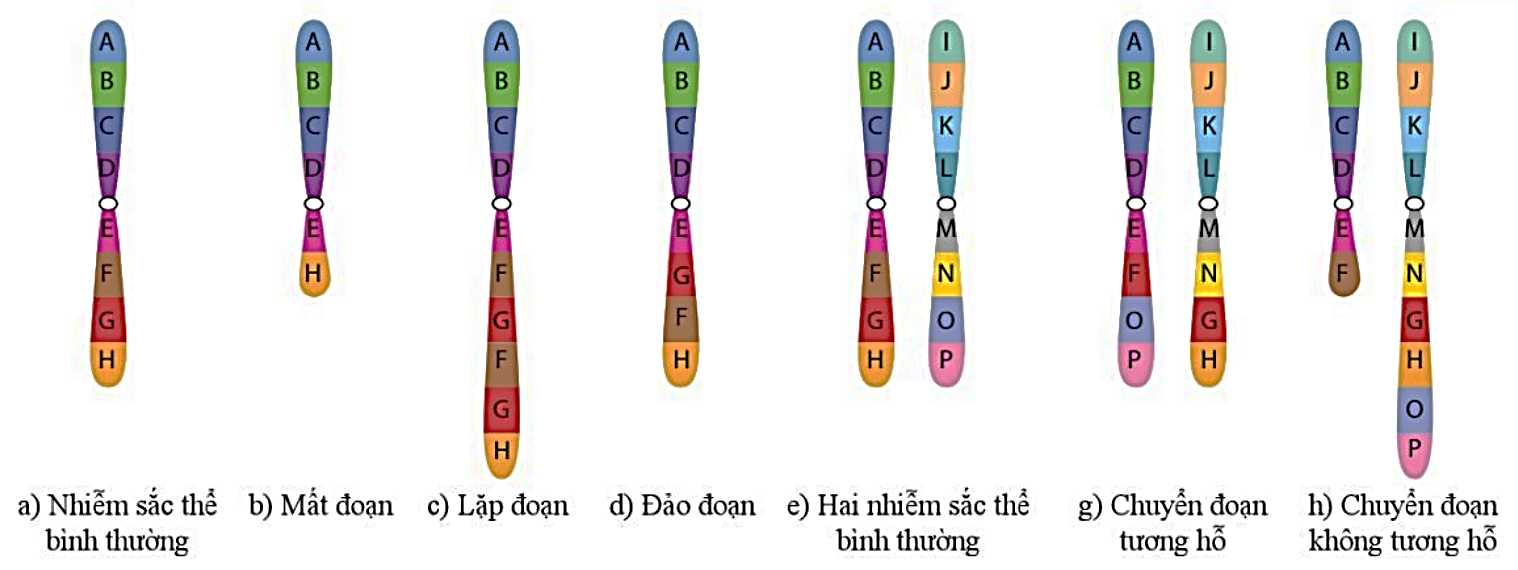 A A A A A I A I A I
B B B B B J B J B J
C C C C C K C K C K
D D D D D L D L D L
E E E E E M E M E M
F H F G F N F N F N
G G F G O O G G
H F H H P P H H
G O
H P
a) Nhiễm sắc thể b) Mất đoạn c) Lặp đoạn d) Đảo đoạn e) Hai nhiễm sắc thể g) Chuyển đoạn h) Chuyển đoạn
bình thường bình thường tương hỗ không tương hỗ